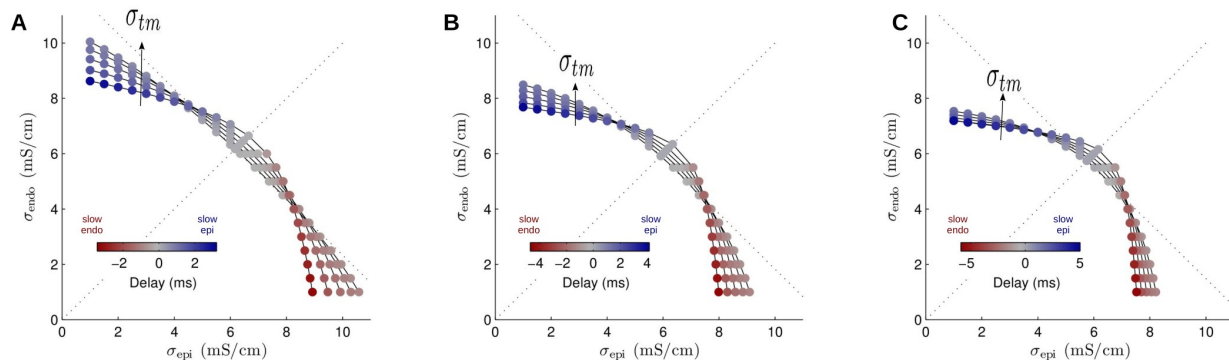 A
σtm
10
8
6
4
2
0
σendo (mS/cm)
slow endo
slow epi
−2 0 2
Delay (ms)
0 2 4 6 8 10
σepi (mS/cm)
B
σtm
10
8
6
4
2
0
σendo (mS/cm)
slow endo
slow epi
−4 −2 0 2 4
Delay (ms)
0 2 4 6 8 10
σepi (mS/cm)
C
σtm
10
8
6
4
2
0
σendo (mS/cm)
slow endo
slow epi
−5 0 5
Delay (ms)
0 2 4 6 8 10
σepi (mS/cm)